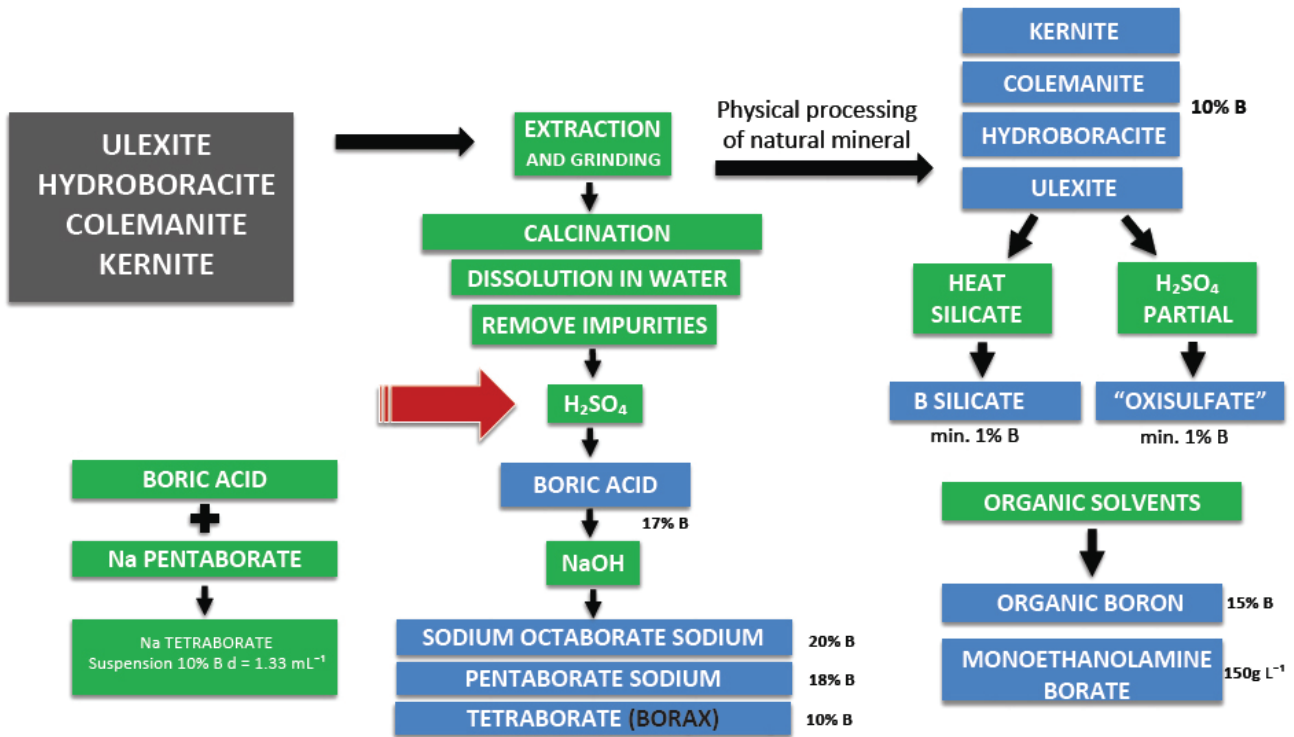 ULEXITE
HYDROBORACITE
COLEMANITE
KERNITE
EXTRACTION
AND GRINDING
CALCINATION
DISSOLUTION IN WATER
REMOVE IMPURITIES
H₂SO₄
BORIC ACID
17% B
NaOH
SODIUM OCTABORATE SODIUM
20% B
PENTABORATE SODIUM
18% B
TETRABORATE (BORAX)
10% B
BORIC ACID
Na PENTABORATE
Na TETRABORATE
Suspension 10% B d = 1.33 mL⁻¹
Physical processing
of natural mineral
KERNITE
COLEMANITE
10% B
HYDROBORACITE
ULEXITE
HEAT
SILICATE
H₂SO₄
PARTIAL
B SILICATE
min. 1% B
“OXISULFATE”
min. 1% B
ORGANIC SOLVENTS
ORGANIC BORON
15% B
MONOETHANOLAMINE
BORATE
150g L⁻¹